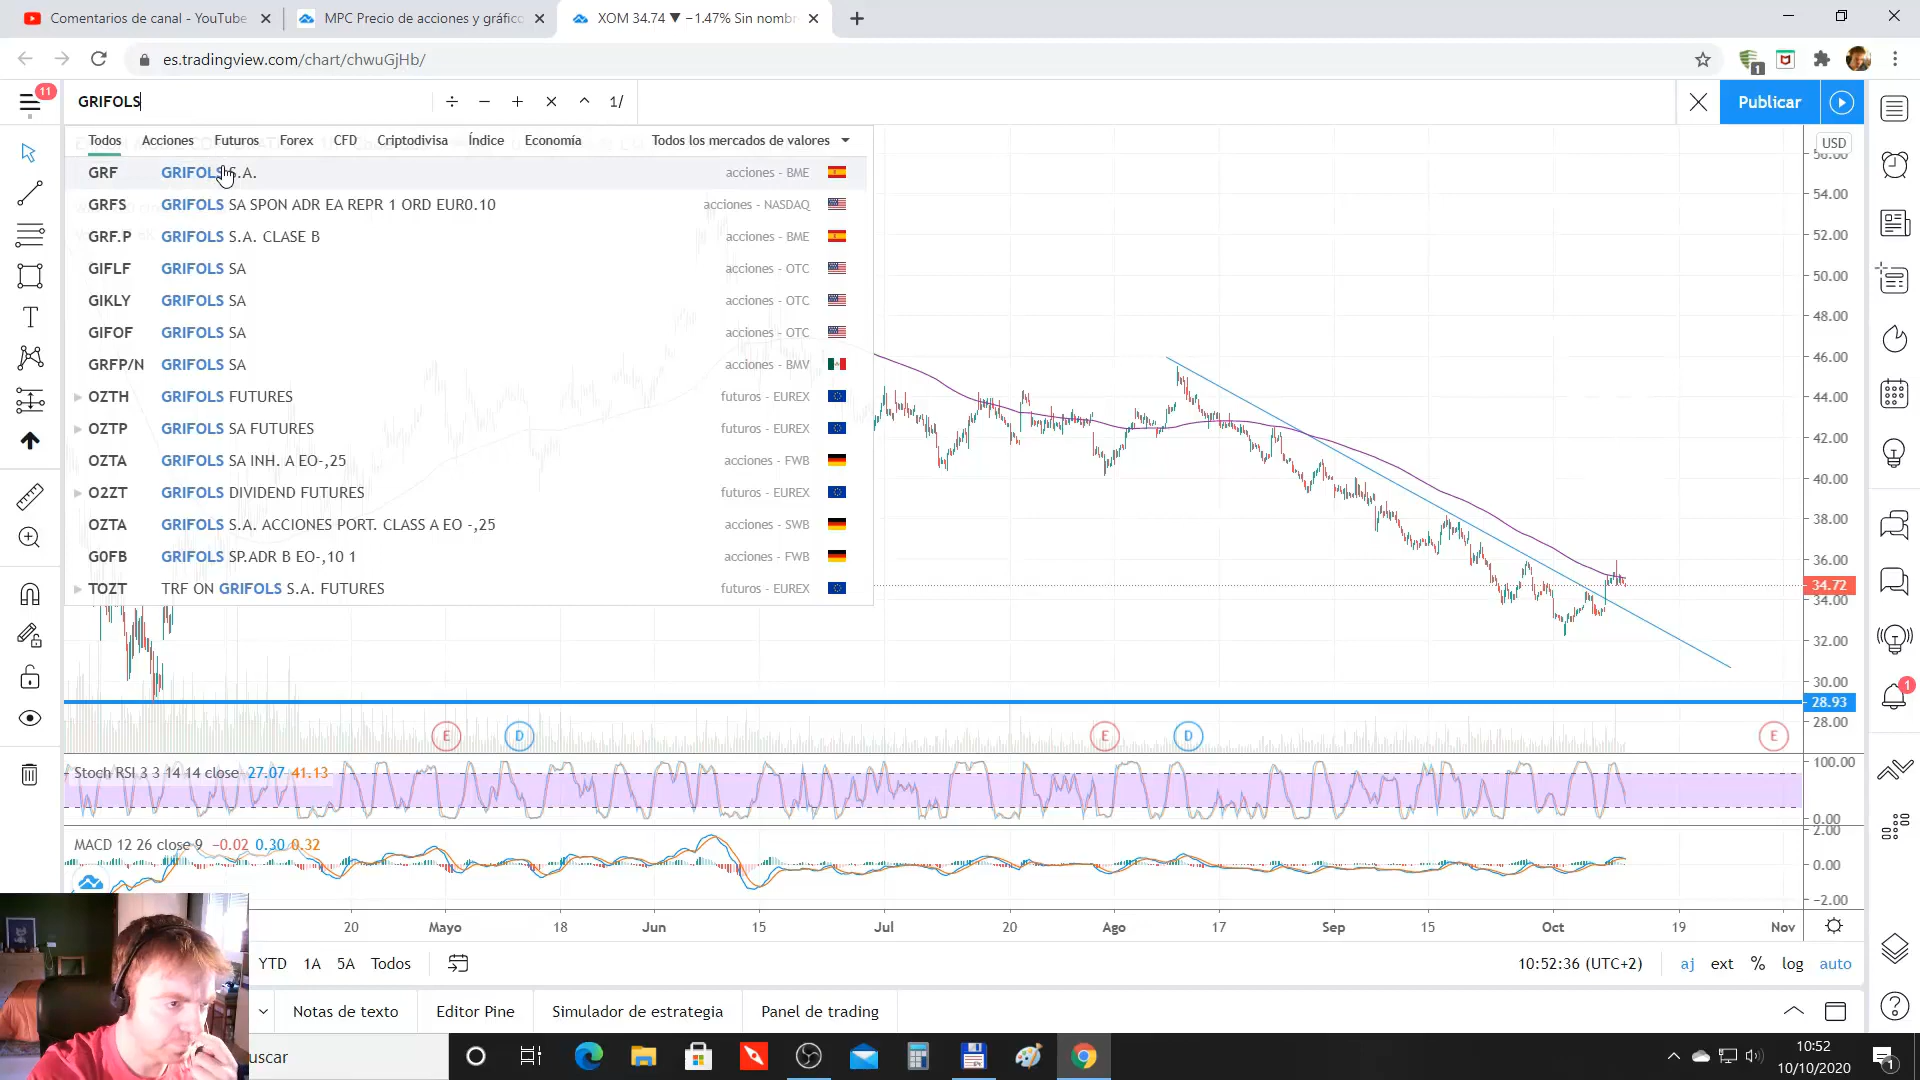 Comentarios de canal - YouTube
MPC Precio de acciones y gráfico
XOM 34.74 ▼ −1.47% Sin nombr
es.tradingview.com/chart/chwuGjHb/
1
11
GRIFOLS
1/
Publicar
Todos Acciones Futuros Forex CFD Criptodivisa Índice Economía Todos los mercados de valores
GRF GRIFOLS S.A. acciones - BME
GRFS GRIFOLS SA SPON ADR EA REPR 1 ORD EUR0.10 acciones - NASDAQ
GRF.P GRIFOLS S.A. CLASE B acciones - BME
GIFLF GRIFOLS SA acciones - OTC
GIKLY GRIFOLS SA acciones - OTC
GIFOF GRIFOLS SA acciones - OTC
GRFP/N GRIFOLS SA acciones - BMV
OZTH GRIFOLS FUTURES futuros - EUREX
OZTP GRIFOLS SA FUTURES futuros - EUREX
OZTA GRIFOLS SA INH. A EO-,25 acciones - FWB
O2ZT GRIFOLS DIVIDEND FUTURES futuros - EUREX
OZTA GRIFOLS S.A. ACCIONES PORT. CLASS A EO -,25 acciones - SWB
G0FB GRIFOLS SP.ADR B EO-,10 1 acciones - FWB
TOZT TRF ON GRIFOLS S.A. FUTURES futuros - EUREX
USD
56.00
54.00
52.00
50.00
48.00
46.00
44.00
42.00
40.00
38.00
36.00
34.72
34.00
32.00
30.00
28.93
28.00
1
E D E D E
Stoch RSI 3 3 14 14 close 27.07 41.13
100.00
0.00
MACD 12 26 close 9 −0.02 0.30 0.32
2.00
0.00
−2.00
20 Mayo 18 Jun 15 Jul 20 Ago 17 Sep 15 Oct 19 Nov
YTD 1A 5A Todos
10:52:36 (UTC+2) aj ext % log auto
Notas de texto Editor Pine Simulador de estrategia Panel de trading
uscar
10:52
10/10/2020
1